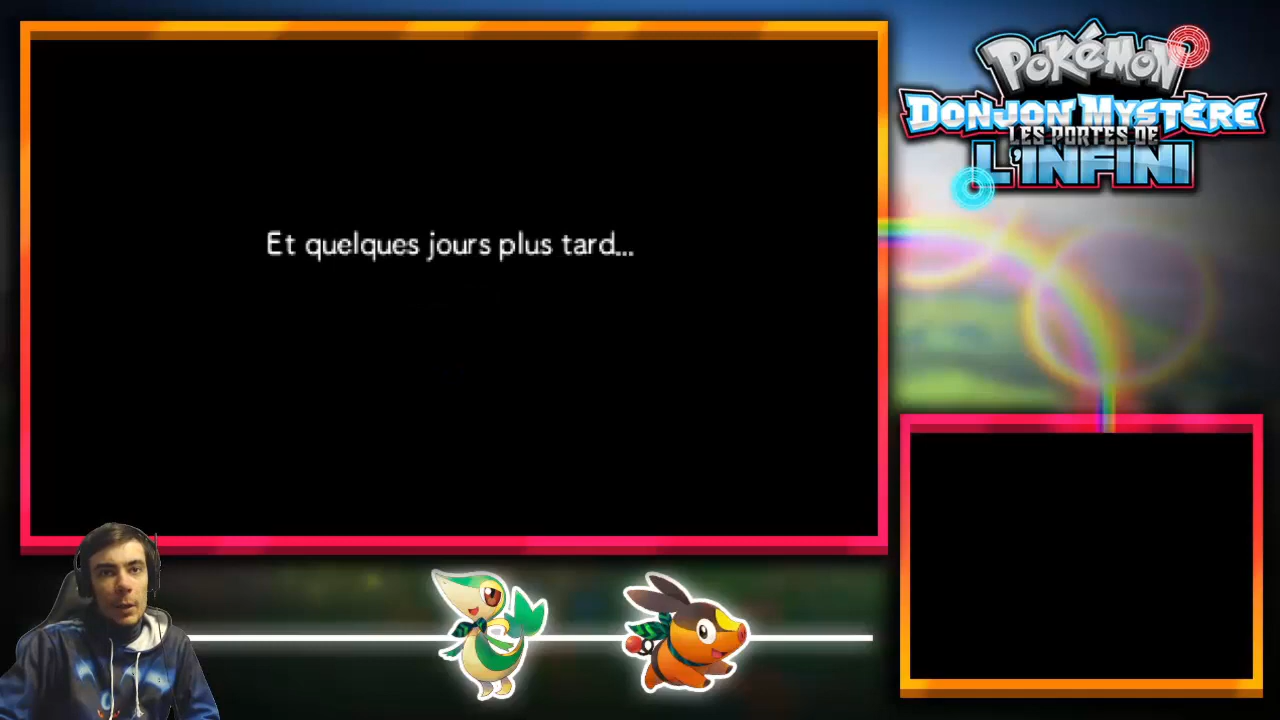 POKÉMON
DONJON MYSTÈRE
LES PORTES DE
L'INFINI
Et quelques jours plus tard...